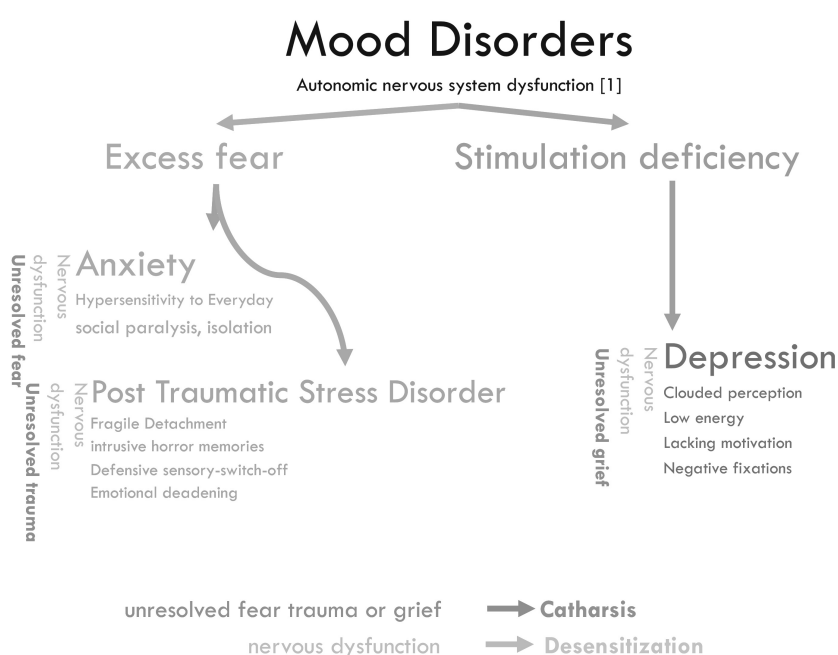 Mood Disorders
Autonomic nervous system dysfunction [1]
Excess fear
Stimulation deficiency
Anxiety
Hypersensitivity to Everyday
social paralysis, isolation
Nervous
dysfunction
Unresolved fear
Post Traumatic Stress Disorder
Fragile Detachment
intrusive horror memories
Defensive sensory-switch-off
Emotional deadening
Nervous
dysfunction
Unresolved trauma
Depression
Clouded perception
Low energy
Lacking motivation
Negative fixations
Nervous
dysfunction
Unresolved grief
unresolved fear trauma or grief
Catharsis
nervous dysfunction
Desensitization